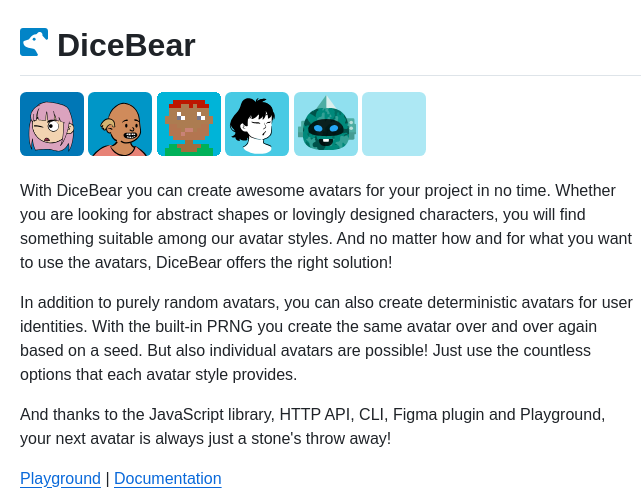 DiceBear
With DiceBear you can create awesome avatars for your project in no time. Whether
you are looking for abstract shapes or lovingly designed characters, you will find
something suitable among our avatar styles. And no matter how and for what you want
to use the avatars, DiceBear offers the right solution!
In addition to purely random avatars, you can also create deterministic avatars for user
identities. With the built-in PRNG you create the same avatar over and over again
based on a seed. But also individual avatars are possible! Just use the countless
options that each avatar style provides.
And thanks to the JavaScript library, HTTP API, CLI, Figma plugin and Playground,
your next avatar is always just a stone's throw away!
Playground | Documentation